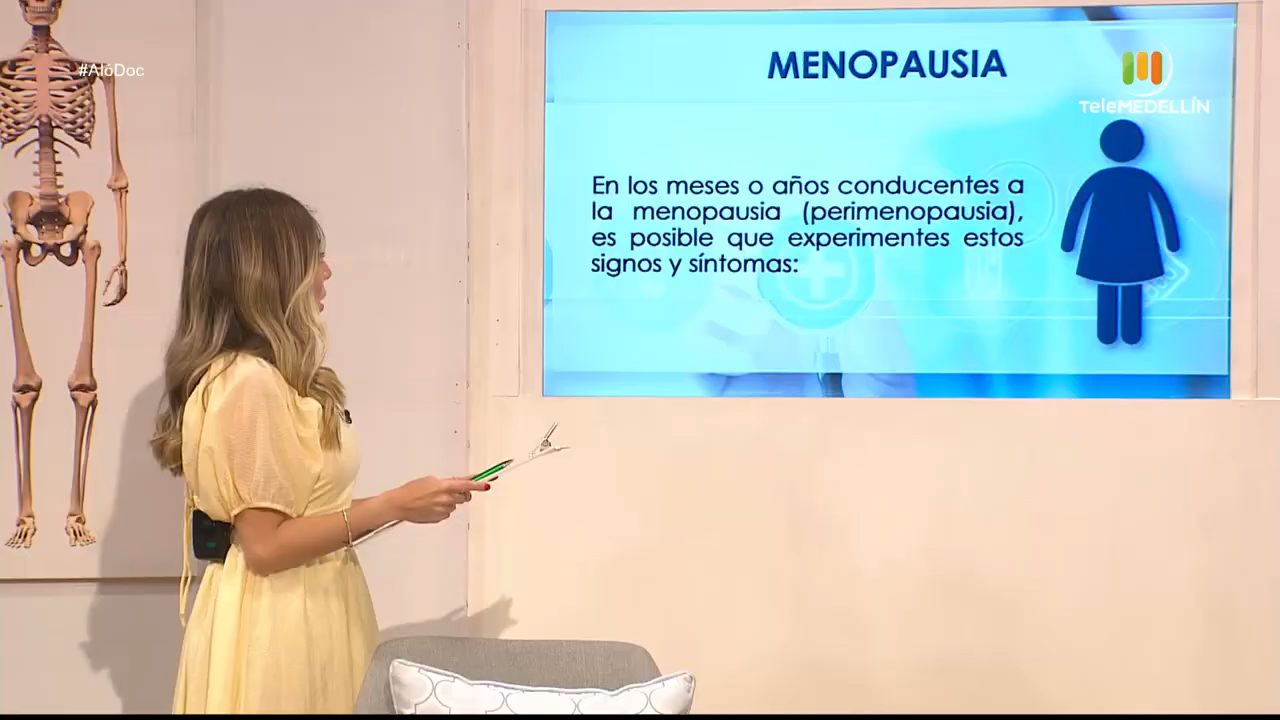 #AlóDoc
MENOPAUSIA
TeleMEDELLÍN
En los meses o años conducentes a
la menopausia (perimenopausia),
es posible que experimentes estos
signos y síntomas: